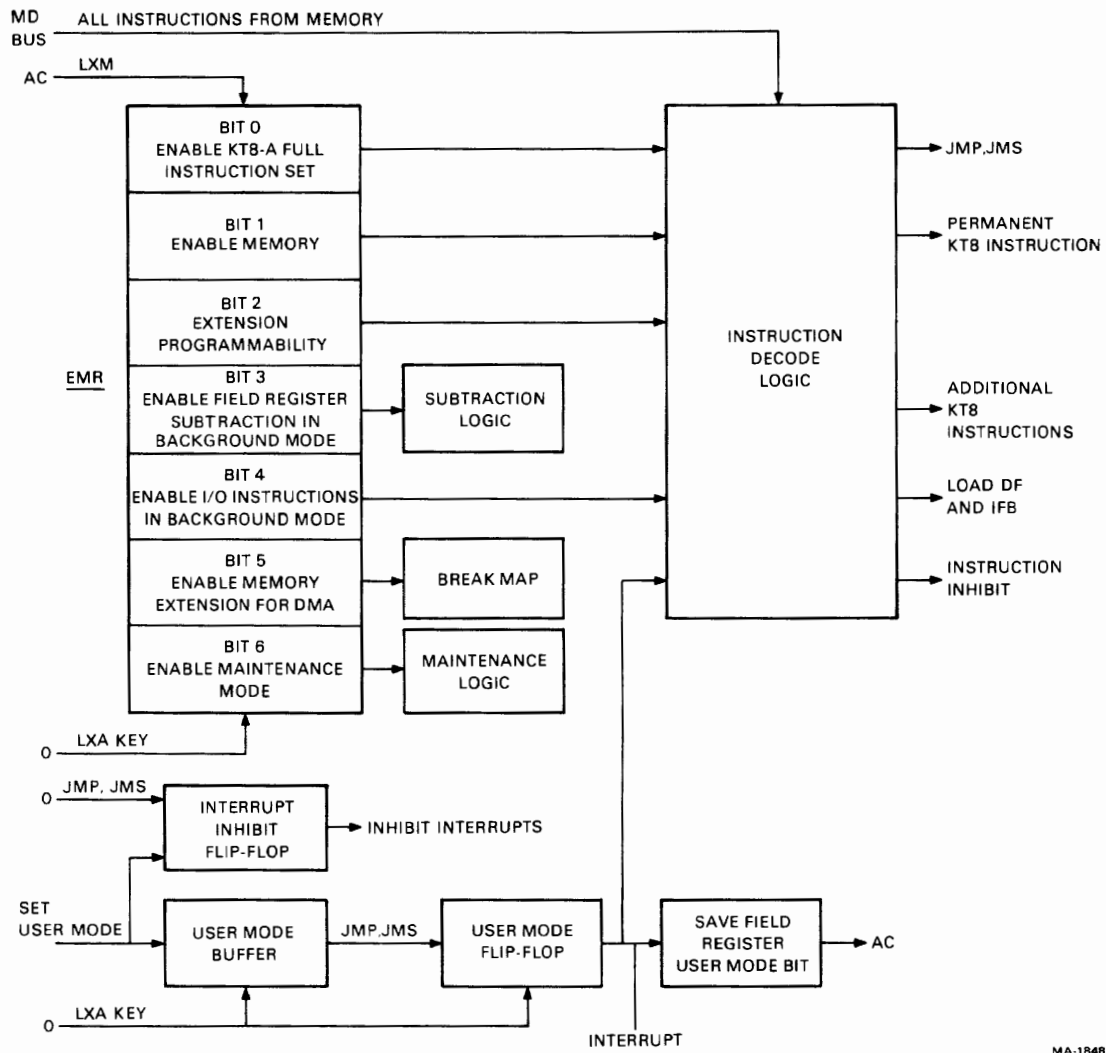 MD
BUS
ALL INSTRUCTIONS FROM MEMORY
AC
LXM
BIT 0
ENABLE KT8-A FULL
INSTRUCTION SET
BIT 1
ENABLE MEMORY
BIT 2
EXTENSION
PROGRAMMABILITY
EMR
BIT 3
ENABLE FIELD REGISTER
SUBTRACTION IN
BACKGROUND MODE
BIT 4
ENABLE I/O INSTRUCTIONS
IN BACKGROUND MODE
BIT 5
ENABLE MEMORY
EXTENSION FOR DMA
BIT 6
ENABLE MAINTENANCE
MODE
SUBTRACTION
LOGIC
BREAK MAP
MAINTENANCE
LOGIC
INSTRUCTION
DECODE
LOGIC
JMP,JMS
PERMANENT
KT8 INSTRUCTION
ADDITIONAL
KT8
INSTRUCTIONS
LOAD DF
AND IFB
INSTRUCTION
INHIBIT
0 LXA KEY
0 JMP, JMS
INTERRUPT
INHIBIT
FLIP-FLOP
INHIBIT INTERRUPTS
SET
USER MODE
USER MODE
BUFFER
JMP,JMS
USER MODE
FLIP-FLOP
SAVE FIELD
REGISTER
USER MODE BIT
AC
0 LXA KEY
INTERRUPT
MA-1848